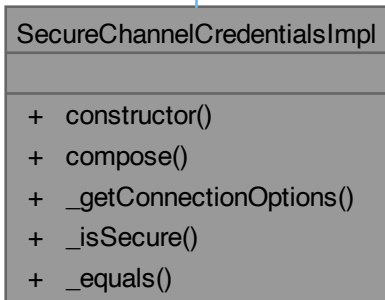 SecureChannelCredentialsImpl
+ constructor()
+ compose()
+ _getConnectionOptions()
+ _isSecure()
+ _equals()